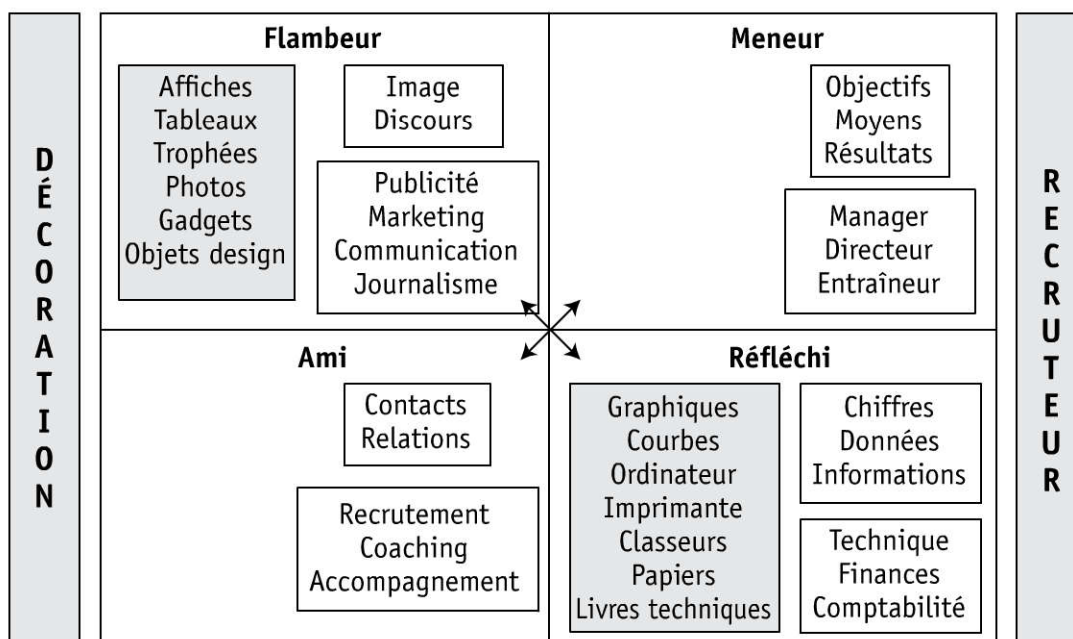 DÉCORATION
Flambeur
Affiches
Tableaux
Trophées
Photos
Gadgets
Objets design
Image
Discours
Publicité
Marketing
Communication
Journalisme
Meneur
Objectifs
Moyens
Résultats
Manager
Directeur
Entraîneur
Ami
Contacts
Relations
Recrutement
Coaching
Accompagnement
Réfléchi
Graphiques
Courbes
Ordinateur
Imprimante
Classeurs
Papiers
Livres techniques
Chiffres
Données
Informations
Technique
Finances
Comptabilité
RECRUTEUR